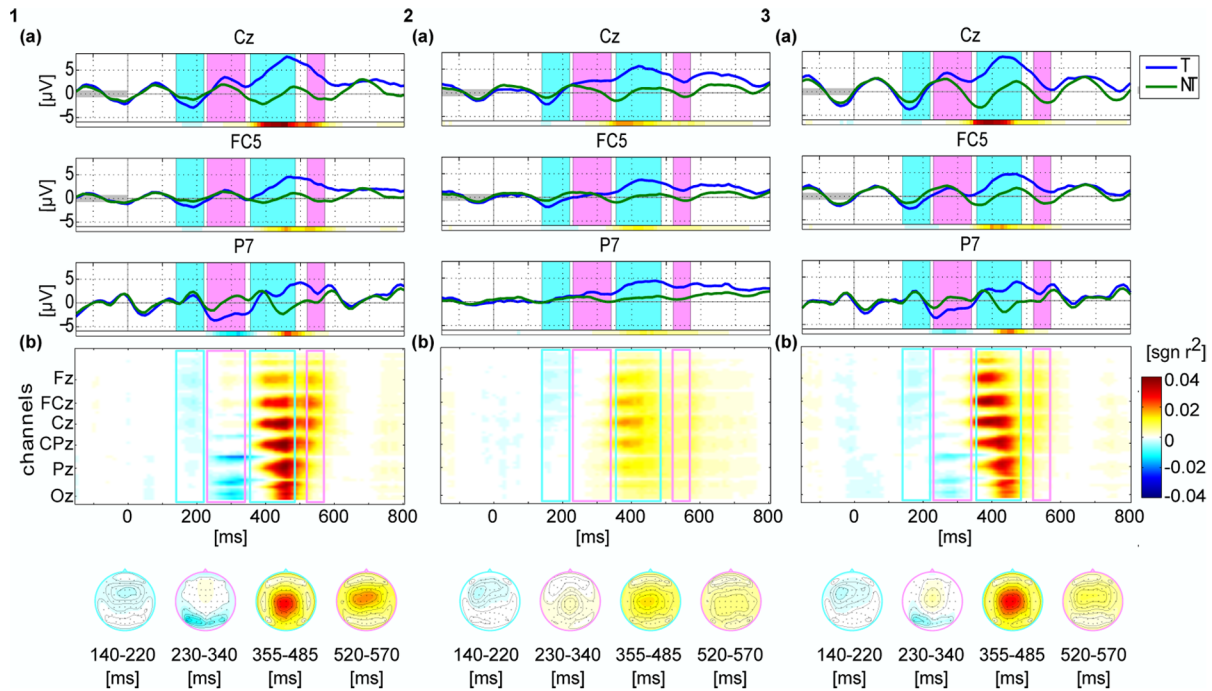 1 2 3
(a) (a) (a)
Cz Cz Cz
T
NT
[µV] 5 0 -5
FC5 FC5 FC5
[µV] 5 0 -5
P7 P7 P7
[µV] 5 0 -5
(b) (b) (b)
[sgn r²]
channels
Fz
FCz
Cz
CPz
Pz
Oz
0.04
0.02
0
-0.02
-0.04
0 200 400 600 800 0 200 400 600 800 0 200 400 600 800
[ms] [ms] [ms]
140-220 230-340 355-485 520-570 140-220 230-340 355-485 520-570 140-220 230-340 355-485 520-570
[ms] [ms] [ms] [ms] [ms] [ms] [ms] [ms] [ms] [ms] [ms] [ms]